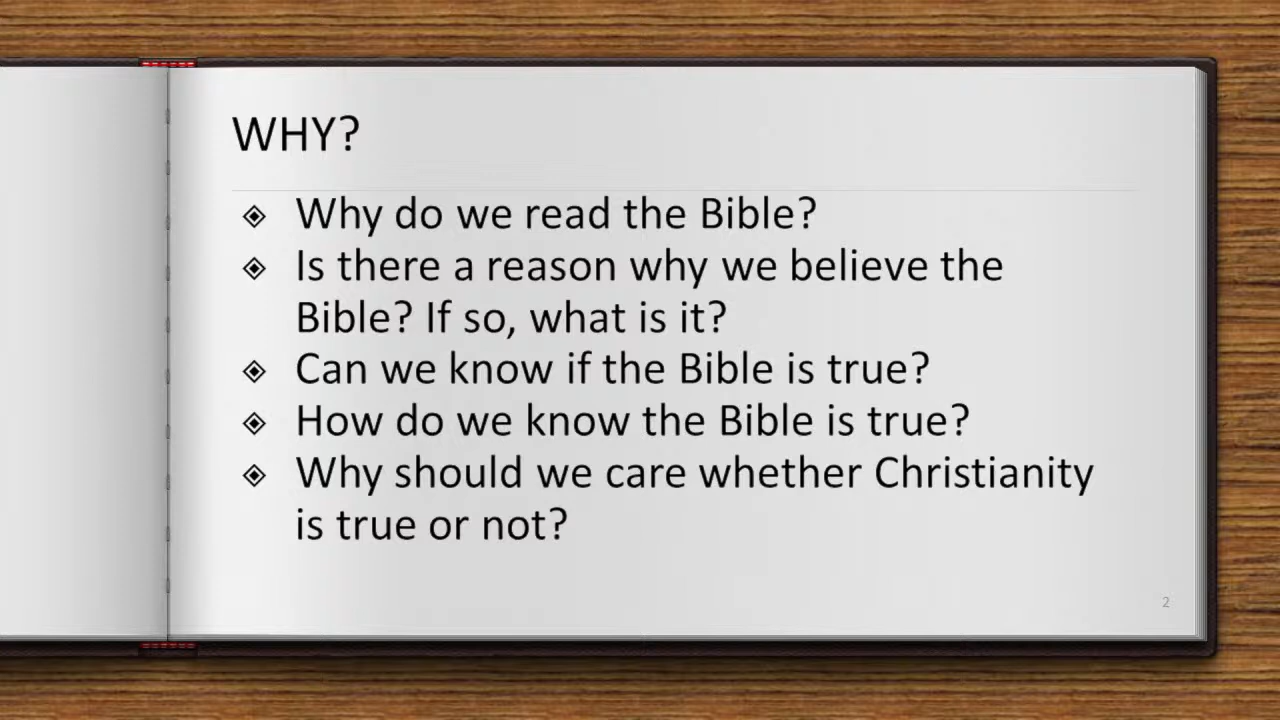 WHY?
Why do we read the Bible?
Is there a reason why we believe the
Bible? If so, what is it?
Can we know if the Bible is true?
How do we know the Bible is true?
Why should we care whether Christianity
is true or not?
2